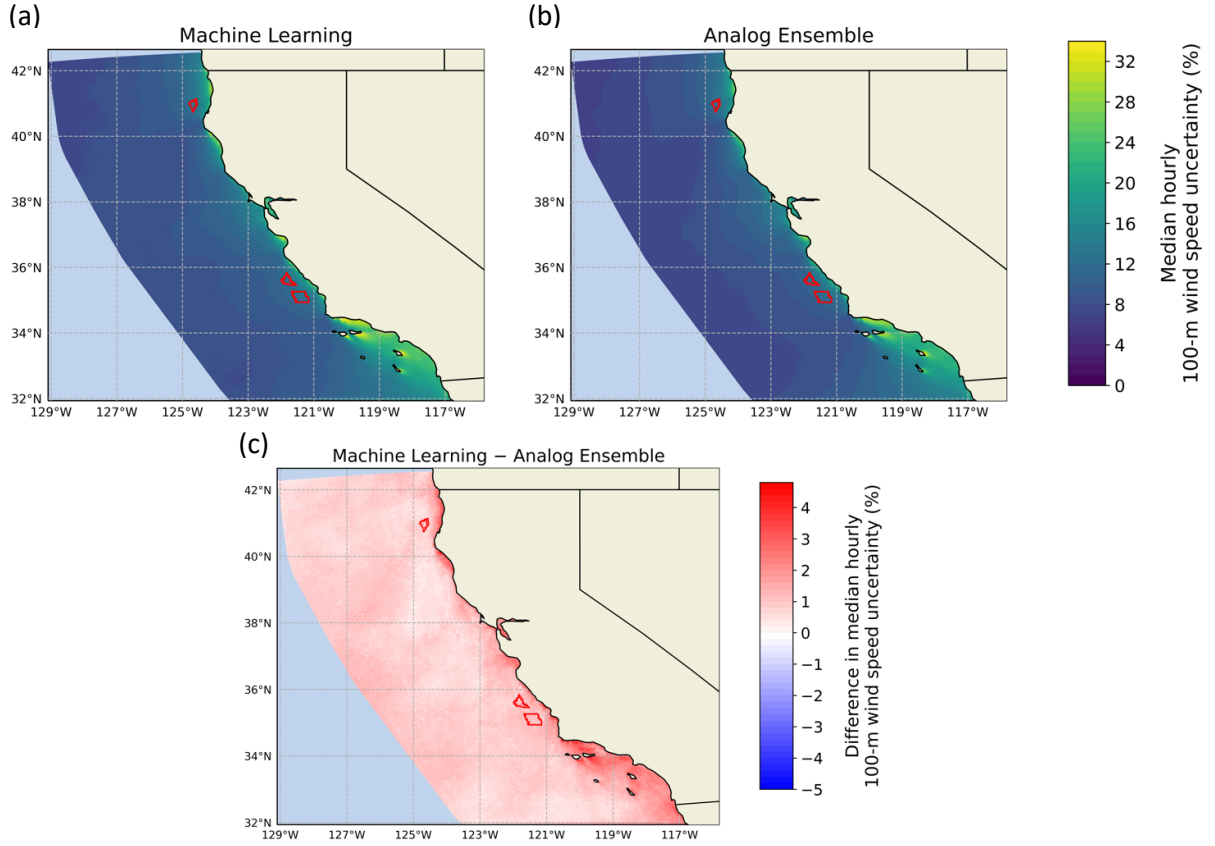 (a)
Machine Learning
42°N
40°N
38°N
36°N
34°N
32°N
129°W 127°W 125°W 123°W 121°W 119°W 117°W
(b)
Analog Ensemble
42°N
40°N
38°N
36°N
34°N
32°N
129°W 127°W 125°W 123°W 121°W 119°W 117°W
32
28
24
20
16
12
8
4
0
Median hourly
100-m wind speed uncertainty (%)
(c)
Machine Learning − Analog Ensemble
42°N
40°N
38°N
36°N
34°N
32°N
129°W 127°W 125°W 123°W 121°W 119°W 117°W
4
3
2
1
0
−1
−2
−3
−4
−5
Difference in median hourly
100-m wind speed uncertainty (%)